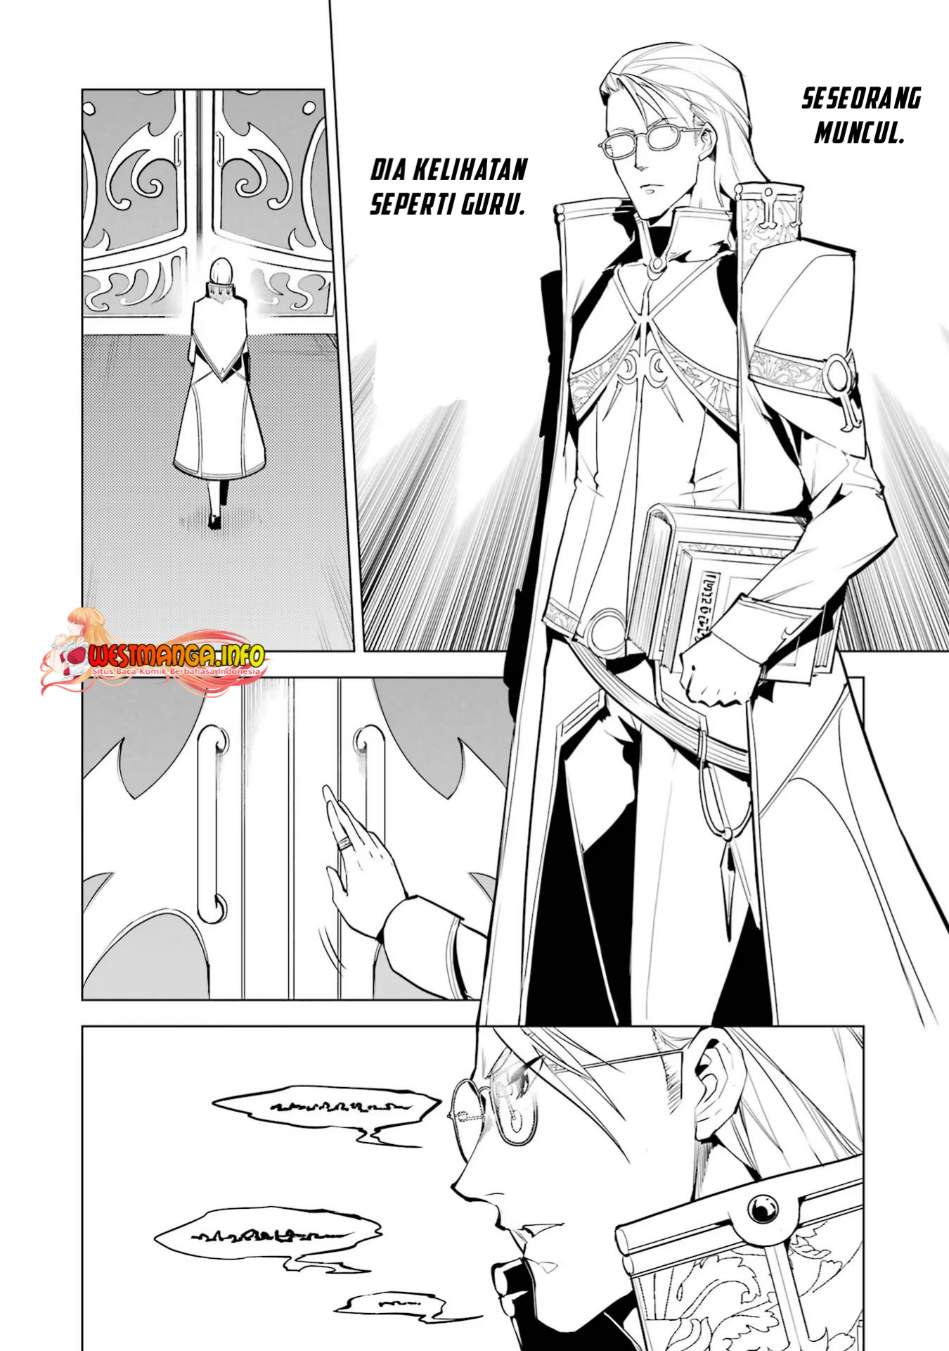 SESEORANG
MUNCUL.
DIA KELIHATAN
SEPERTI GURU.
WESTMANGA.INFO
Situs Baca Komik Berbahasa Indonesia